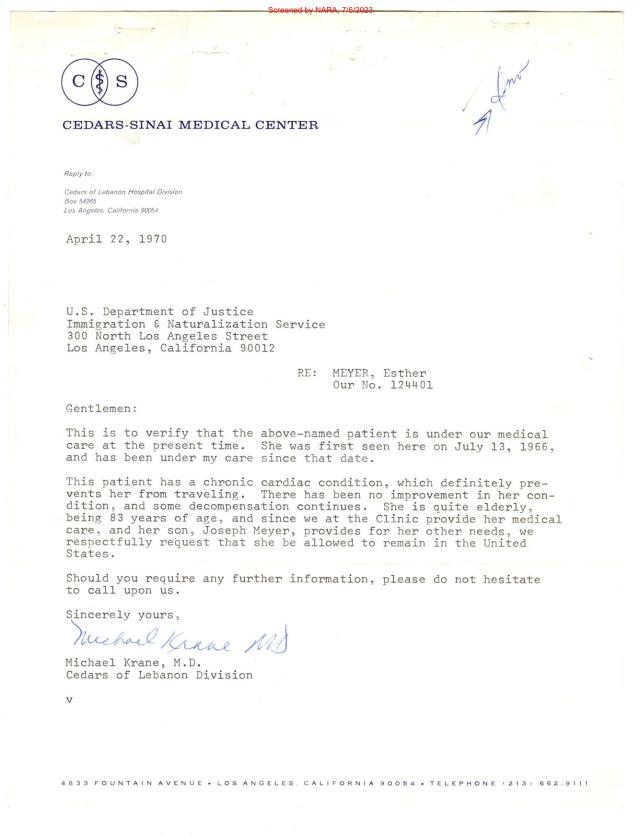 Screened by NARA, 7/6/2023
C S
CEDARS-SINAI MEDICAL CENTER
Reply to:
Cedars of Lebanon Hospital Division
Box 54265
Los Angeles, California 90054
April 22, 1970
U.S. Department of Justice
Immigration & Naturalization Service
300 North Los Angeles Street
Los Angeles, California 90012
RE: MEYER, Esther
Our No. 124401
Gentlemen:
This is to verify that the above-named patient is under our medical
care at the present time. She was first seen here on July 13, 1966,
and has been under my care since that date.
This patient has a chronic cardiac condition, which definitely pre-
vents her from traveling. There has been no improvement in her con-
dition, and some decompensation continues. She is quite elderly,
being 83 years of age, and since we at the Clinic provide her medical
care, and her son, Joseph Meyer, provides for her other needs, we
respectfully request that she be allowed to remain in the United
States.
Should you require any further information, please do not hesitate
to call upon us.
Sincerely yours,
Michael Krane MD
Michael Krane, M.D.
Cedars of Lebanon Division
v
4833 FOUNTAIN AVENUE • LOS ANGELES, CALIFORNIA 90054 • TELEPHONE (213) 662-9111